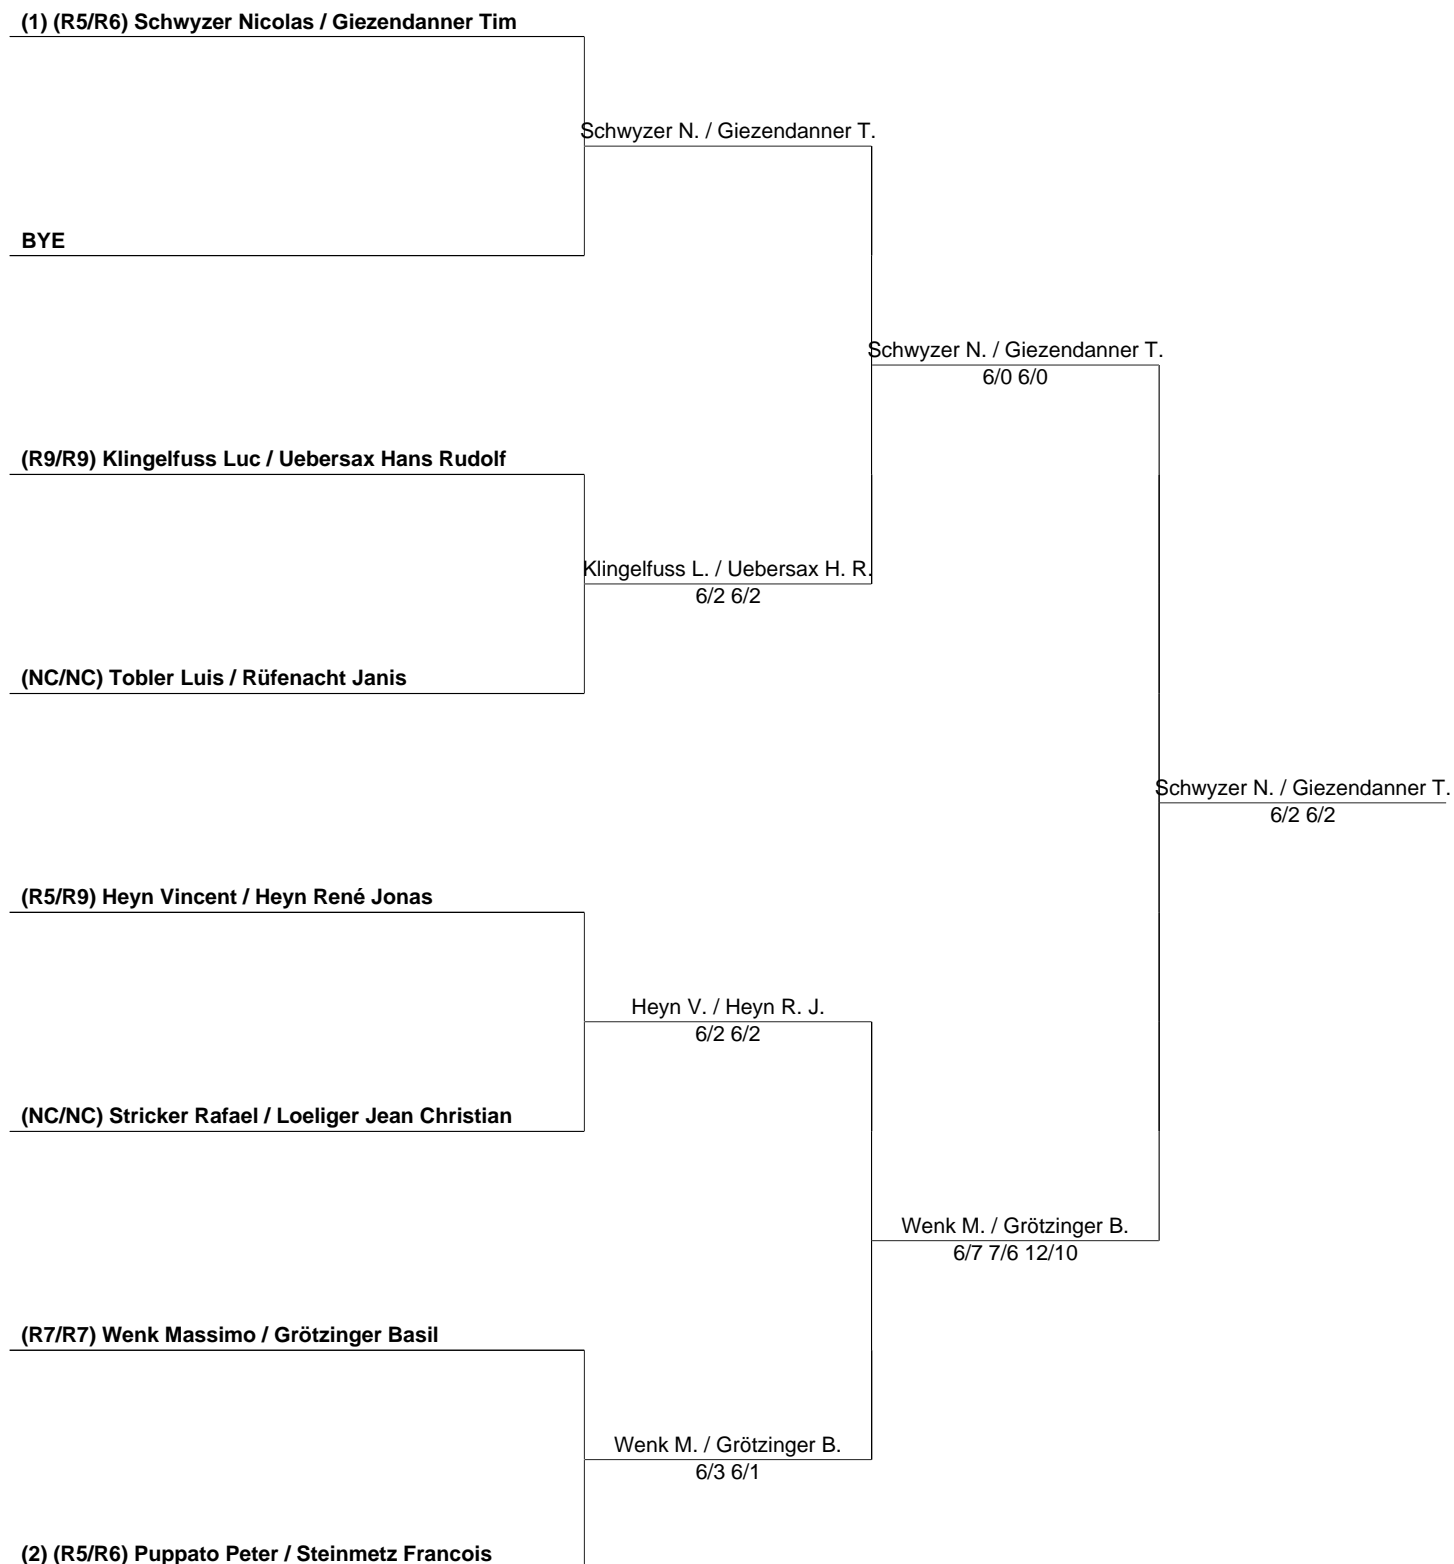 (1) (R5/R6) Schwyzer Nicolas / Giezendanner Tim
Schwyzer N. / Giezendanner T.
BYE
Schwyzer N. / Giezendanner T.
6/0 6/0
(R9/R9) Klingelfuss Luc / Uebersax Hans Rudolf
Klingelfuss L. / Uebersax H. R.
6/2 6/2
(NC/NC) Tobler Luis / Rüfenacht Janis
Schwyzer N. / Giezendanner T.
6/2 6/2
(R5/R9) Heyn Vincent / Heyn René Jonas
Heyn V. / Heyn R. J.
6/2 6/2
(NC/NC) Stricker Rafael / Loeliger Jean Christian
Wenk M. / Grötzinger B.
6/7 7/6 12/10
(R7/R7) Wenk Massimo / Grötzinger Basil
Wenk M. / Grötzinger B.
6/3 6/1
(2) (R5/R6) Puppato Peter / Steinmetz Francois